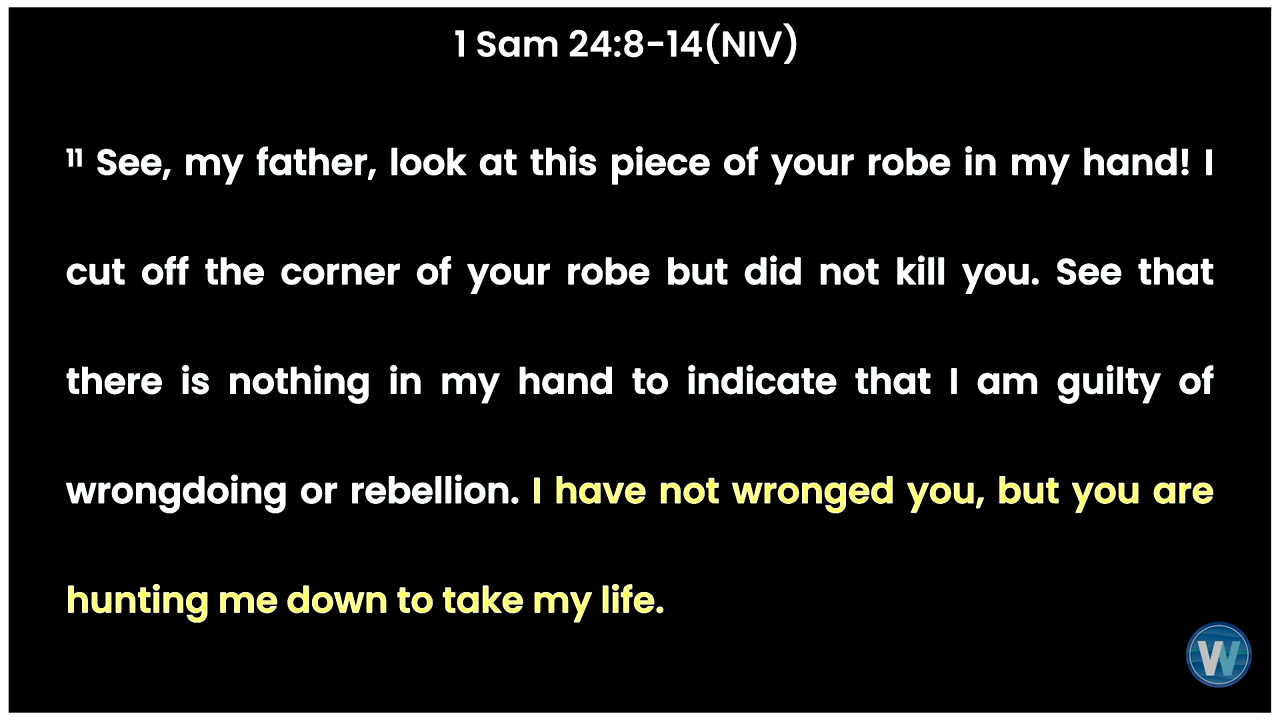 1 Sam 24:8-14(NIV)
¹¹ See, my father, look at this piece of your robe in my hand! I
cut off the corner of your robe but did not kill you. See that
there is nothing in my hand to indicate that I am guilty of
wrongdoing or rebellion. I have not wronged you, but you are
hunting me down to take my life.
W